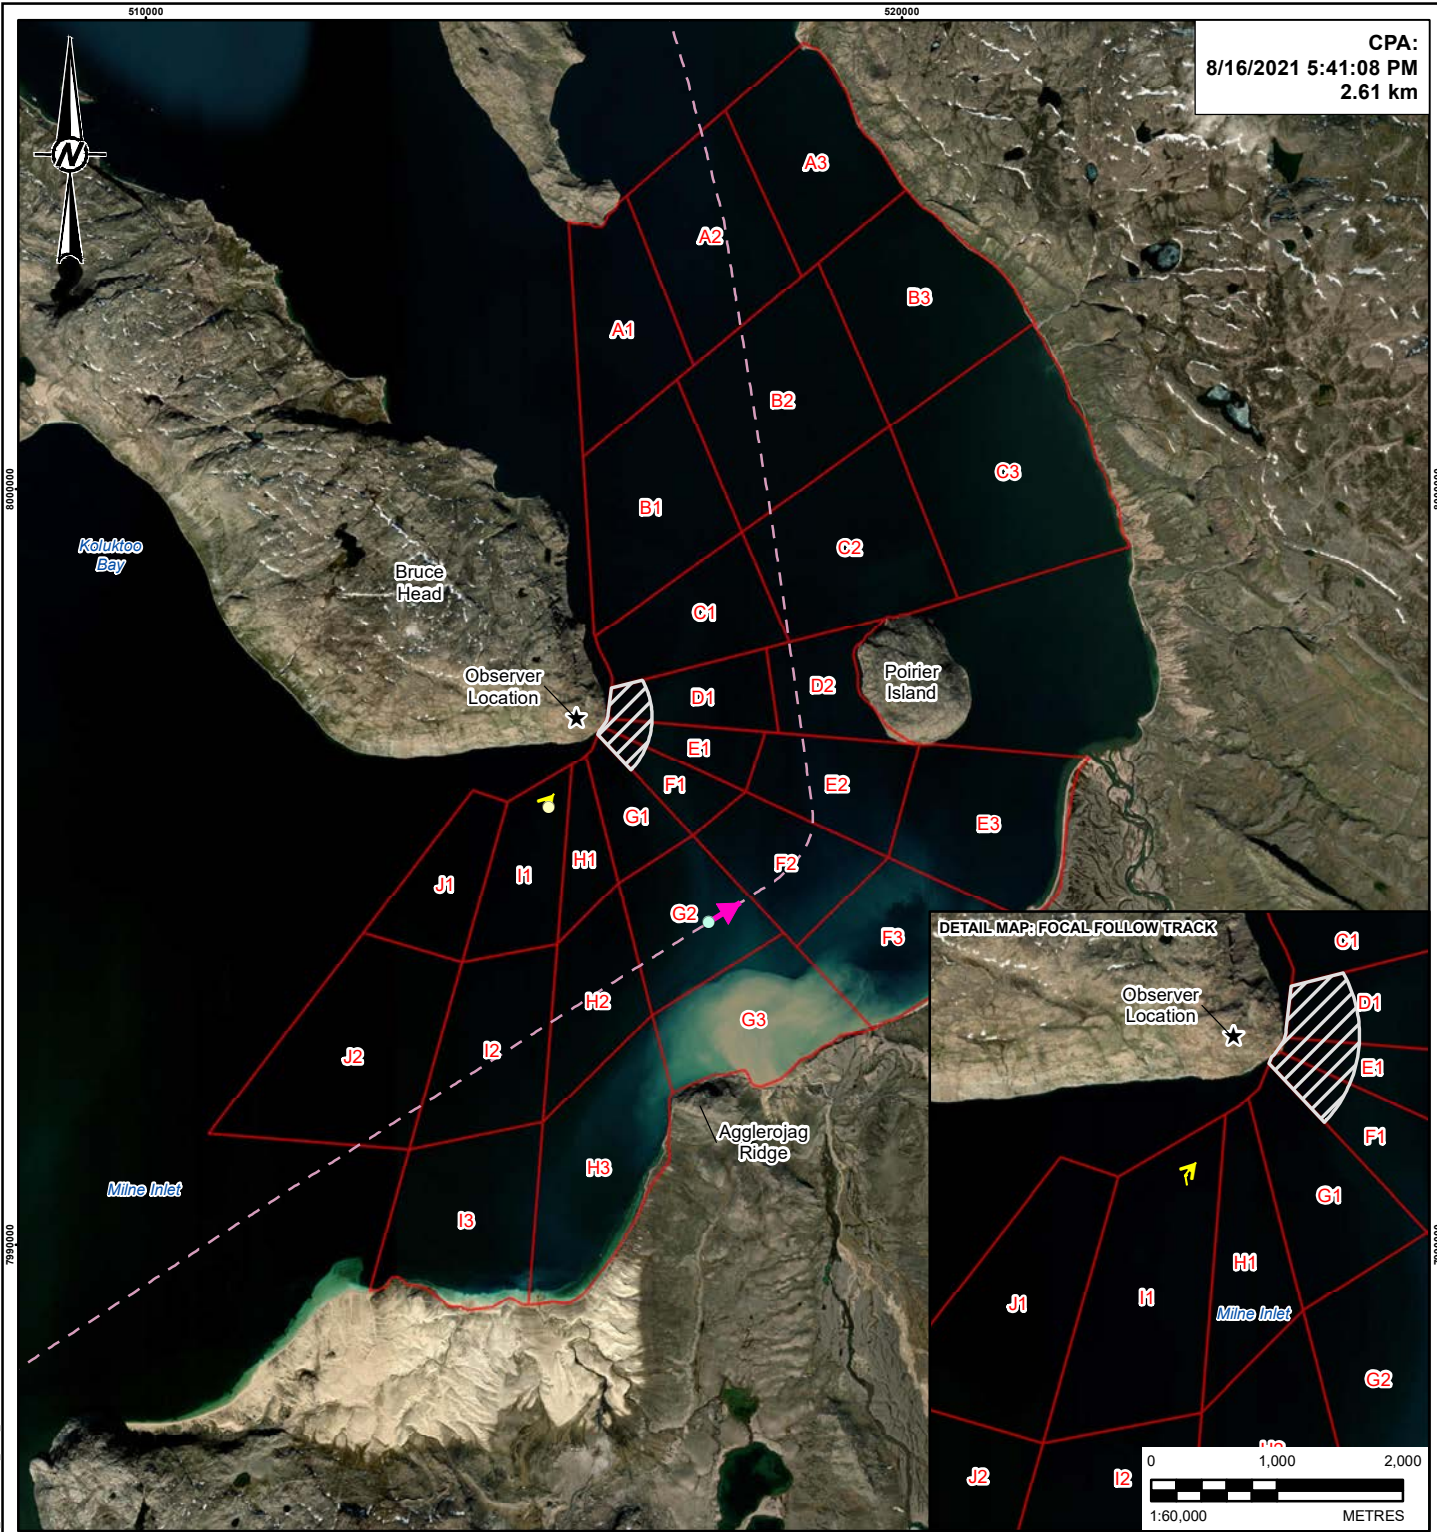 510000
520000
CPA:
8/16/2021 5:41:08 PM
2.61 km
N
A3
A2
A1
B3
B2
B1
C3
C2
C1
8000000
8000000
Koluktoo
Bay
Bruce
Head
Observer
Location
D1
D2
Poirier
Island
E1
E2
E3
F1
F2
F3
G1
G2
G3
H1
H2
H3
I1
I2
I3
J1
J2
Agglerojag
Ridge
Milne Inlet
7990000
7990000
DETAIL MAP: FOCAL FOLLOW TRACK
C1
Observer
Location
D1
E1
F1
G1
H1
I1
J1
Milne Inlet
G2
H2
J2
I2
0 1,000 2,000
1:60,000 METRES